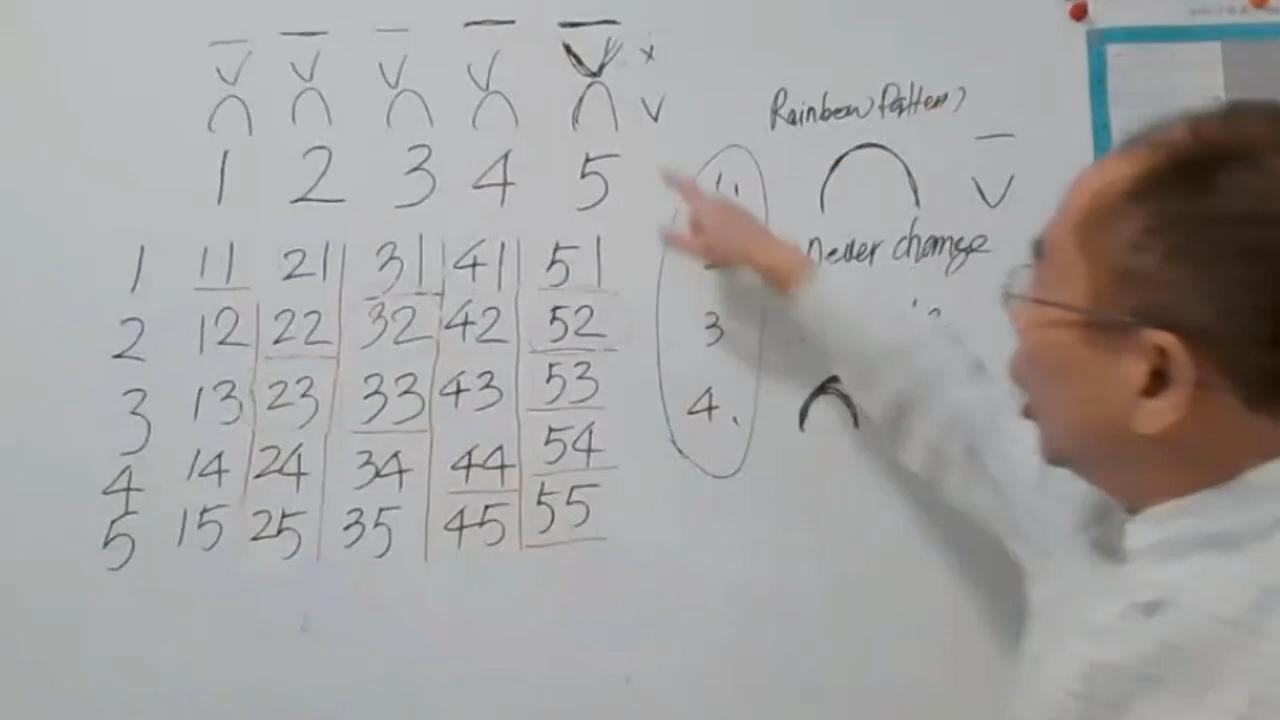 1 2 3 4 5
1 11 21 31 41 51
2 12 22 32 42 52
3 13 23 33 43 53
4 14 24 34 44 54
5 15 25 35 45 55
Rainbow Pattern
never change
3
4.